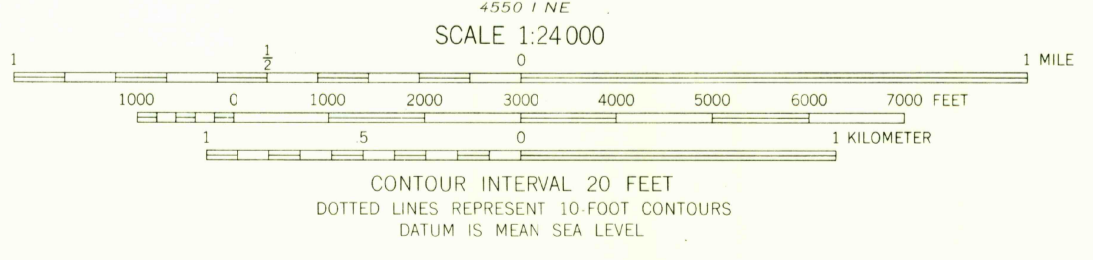 4550 I NE
SCALE 1:24 000
1 1/2 0 1 MILE
1000 0 1000 2000 3000 4000 5000 6000 7000 FEET
1 .5 0 1 KILOMETER
CONTOUR INTERVAL 20 FEET
DOTTED LINES REPRESENT 10-FOOT CONTOURS
DATUM IS MEAN SEA LEVEL